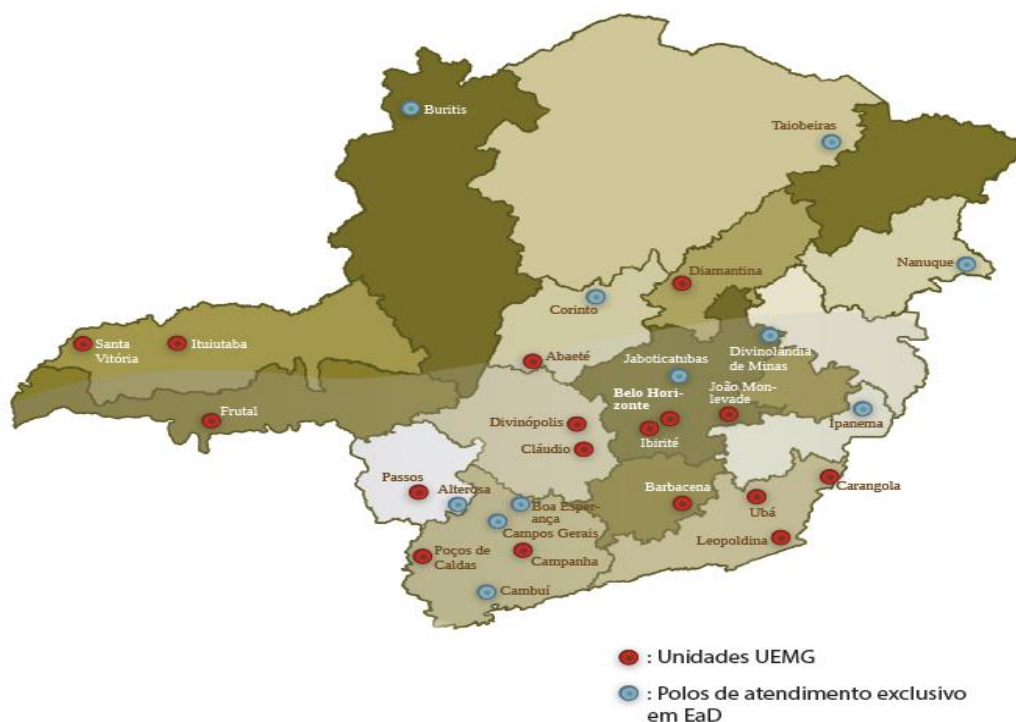 Buritis
Taiobeiras
Nanuque
Diamantina
Corinto
Santa
Vitória
Ituiutaba
Abaeté
Jaboticatubas
Divinolândia
de Minas
Belo Hori-
zonte
João Mon-
levade
Frutal
Divinópolis
Ibirité
Ipanema
Cláudio
Passos
Alterosa
Barbacena
Carangola
Boa Esper-
ança
Ubá
Campos Gerais
Leopoldina
Poços de
Caldas
Campanha
Cambuí
: Unidades UEMG
: Polos de atendimento exclusivo
em EaD